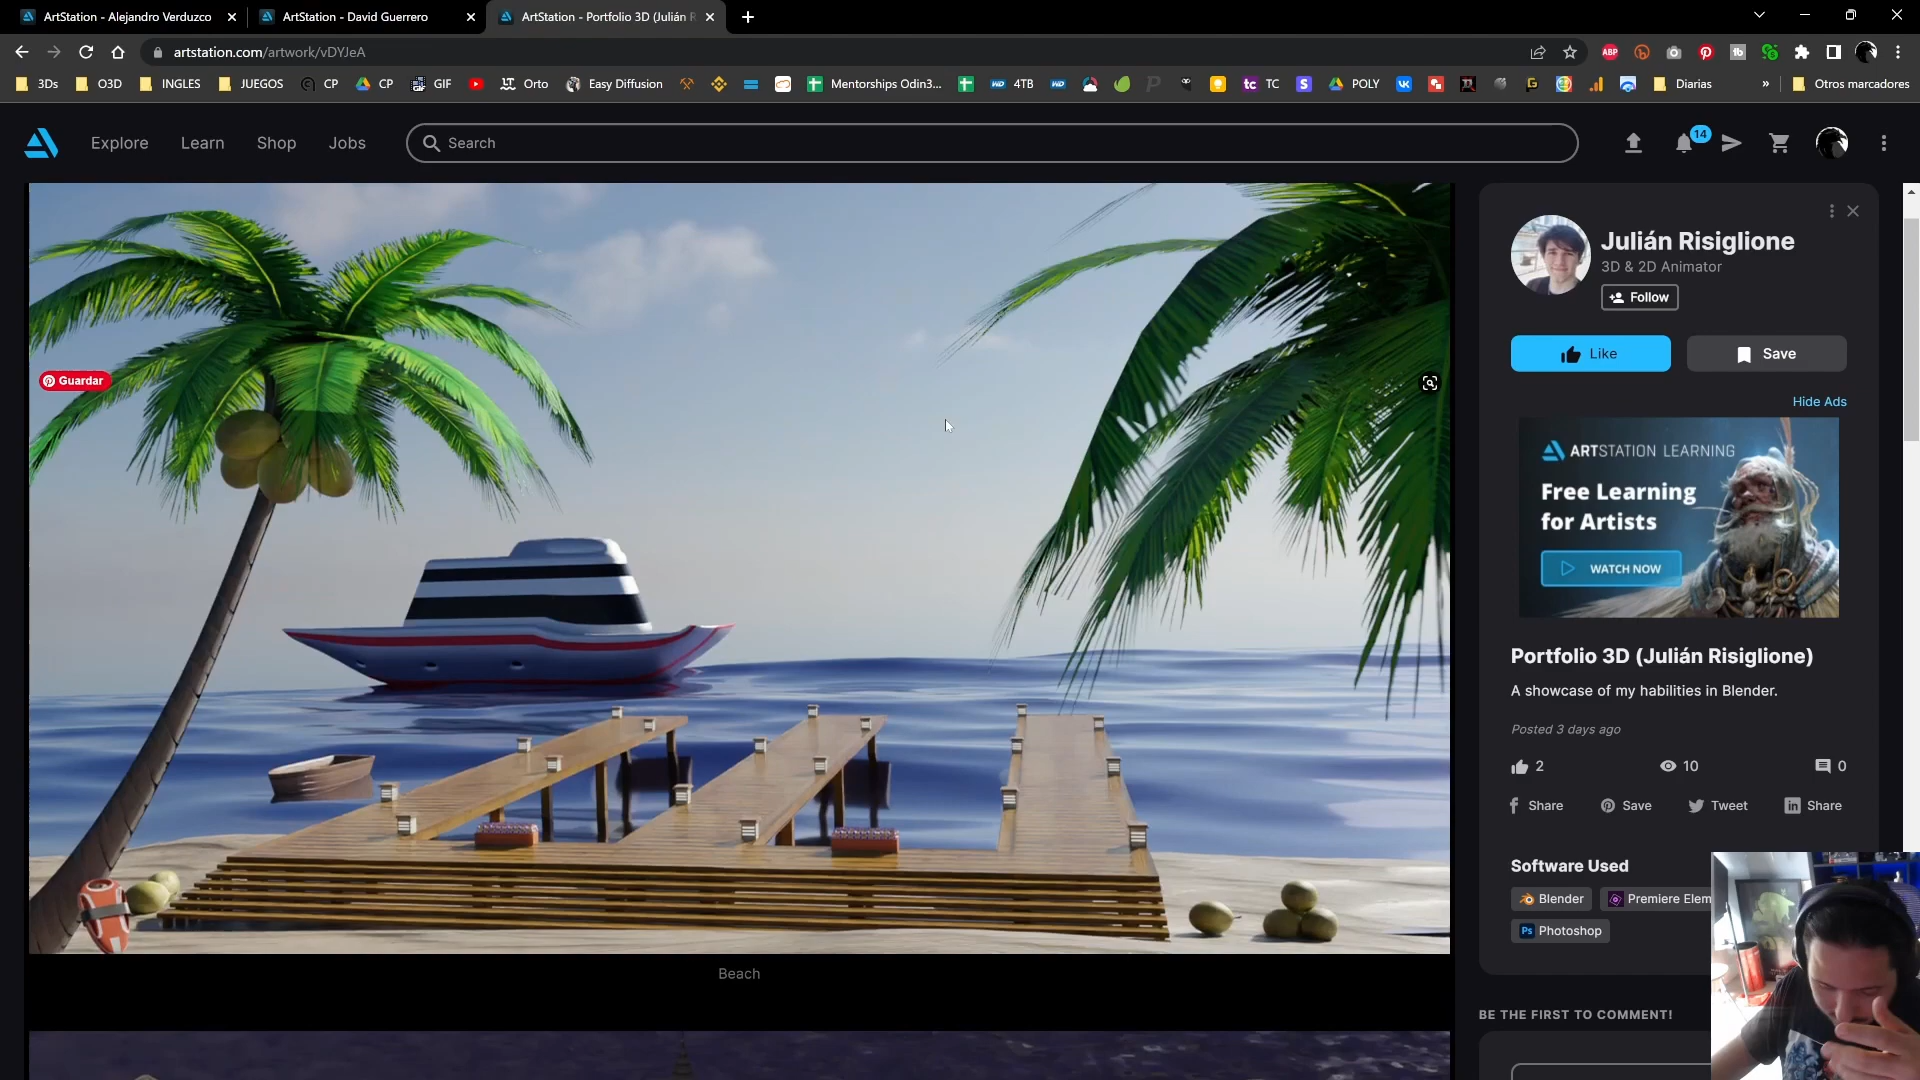 ArtStation - Alejandro Verduzco
ArtStation - David Guerrero
ArtStation - Portfolio 3D (Julián R
artstation.com/artwork/vDYJeA
ABP
3Ds
O3D
INGLES
JUEGOS
CP
CP
GIF
Orto
Easy Diffusion
Mentorships Odin3...
4TB
TC
POLY
Diarias
»
Otros marcadores
Explore
Learn
Shop
Jobs
Search
14
Guardar
Beach
Julián Risiglione
3D & 2D Animator
Follow
Like
Save
Hide Ads
ARTSTATION LEARNING
Free Learning
for Artists
WATCH NOW
Portfolio 3D (Julián Risiglione)
A showcase of my habilities in Blender.
Posted 3 days ago
2
10
0
Share
Save
Tweet
Share
Software Used
Blender
Premiere Elem
Ps Photoshop
BE THE FIRST TO COMMENT!